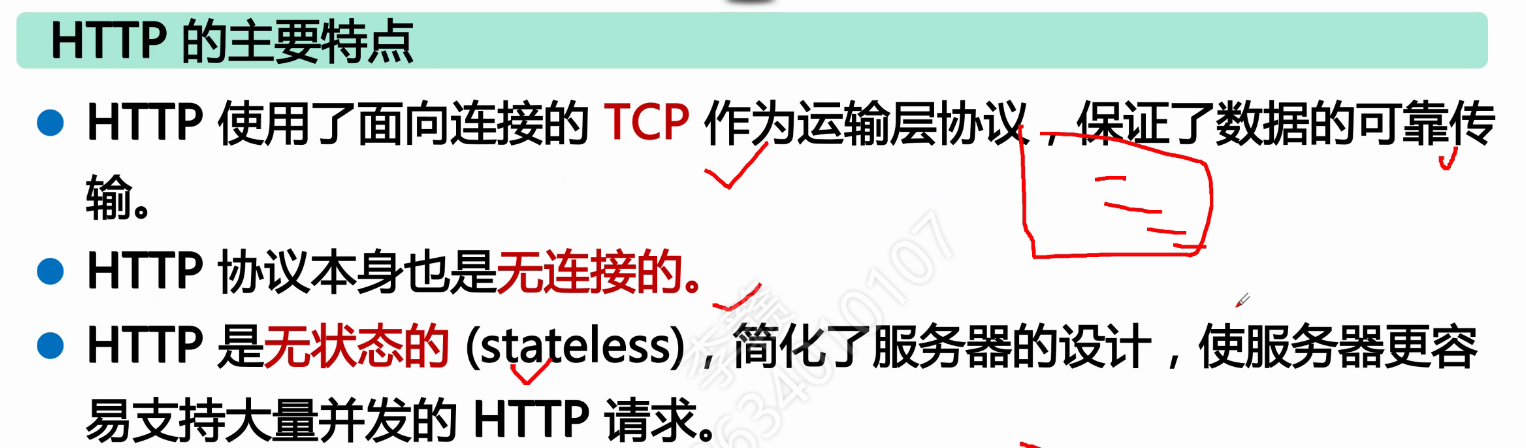 HTTP 的主要特点
HTTP 使用了面向连接的 TCP 作为运输层协议，保证了数据的可靠传
输。
HTTP 协议本身也是无连接的。
HTTP 是无状态的 (stateless)，简化了服务器的设计，使服务器更容
易支持大量并发的 HTTP 请求。